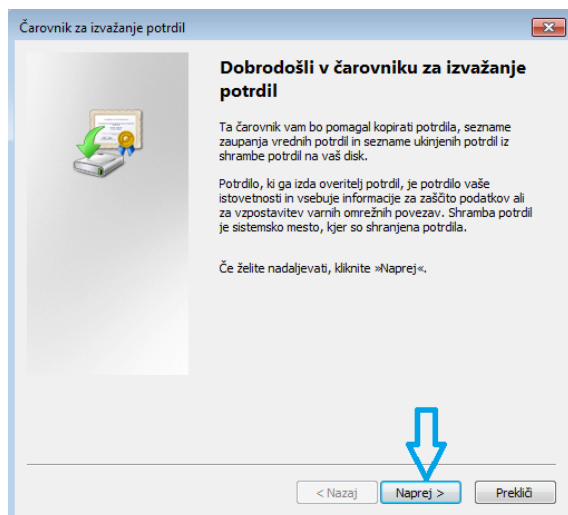 Čarovnik za izvažanje potrdil
Dobrodošli v čarovniku za izvažanje
potrdil
Ta čarovnik vam bo pomagal kopirati potrdila, sezname
zaupanja vrednih potrdil in sezname ukinjenih potrdil iz
shrambe potrdil na vaš disk.
Potrdilo, ki ga izda overitelj potrdil, je potrdilo vaše
istovetnosti in vsebuje informacije za zaščito podatkov ali
za vzpostavitev varnih omrežnih povezav. Shramba potrdil
je sistemsko mesto, kjer so shranjena potrdila.
Če želite nadaljevati, kliknite »Naprej«.
< Nazaj Naprej > Prekliči